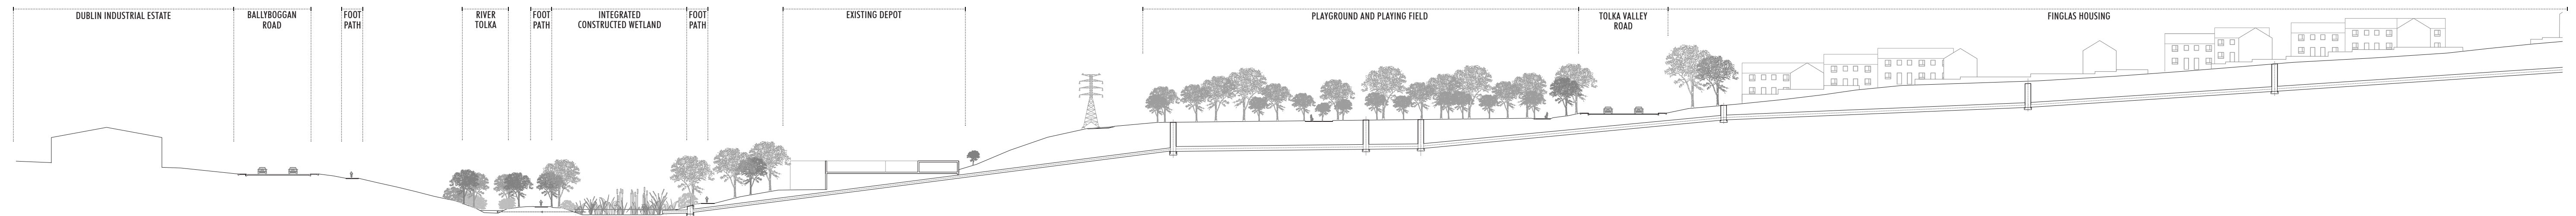 DUBLIN INDUSTRIAL ESTATE
BALLYBOGGAN
ROAD
FOOT
PATH
RIVER
TOLKA
FOOT
PATH
INTEGRATED
CONSTRUCTED WETLAND
FOOT
PATH
EXISTING DEPOT
PLAYGROUND AND PLAYING FIELD
TOLKA VALLEY
ROAD
FINGLAS HOUSING